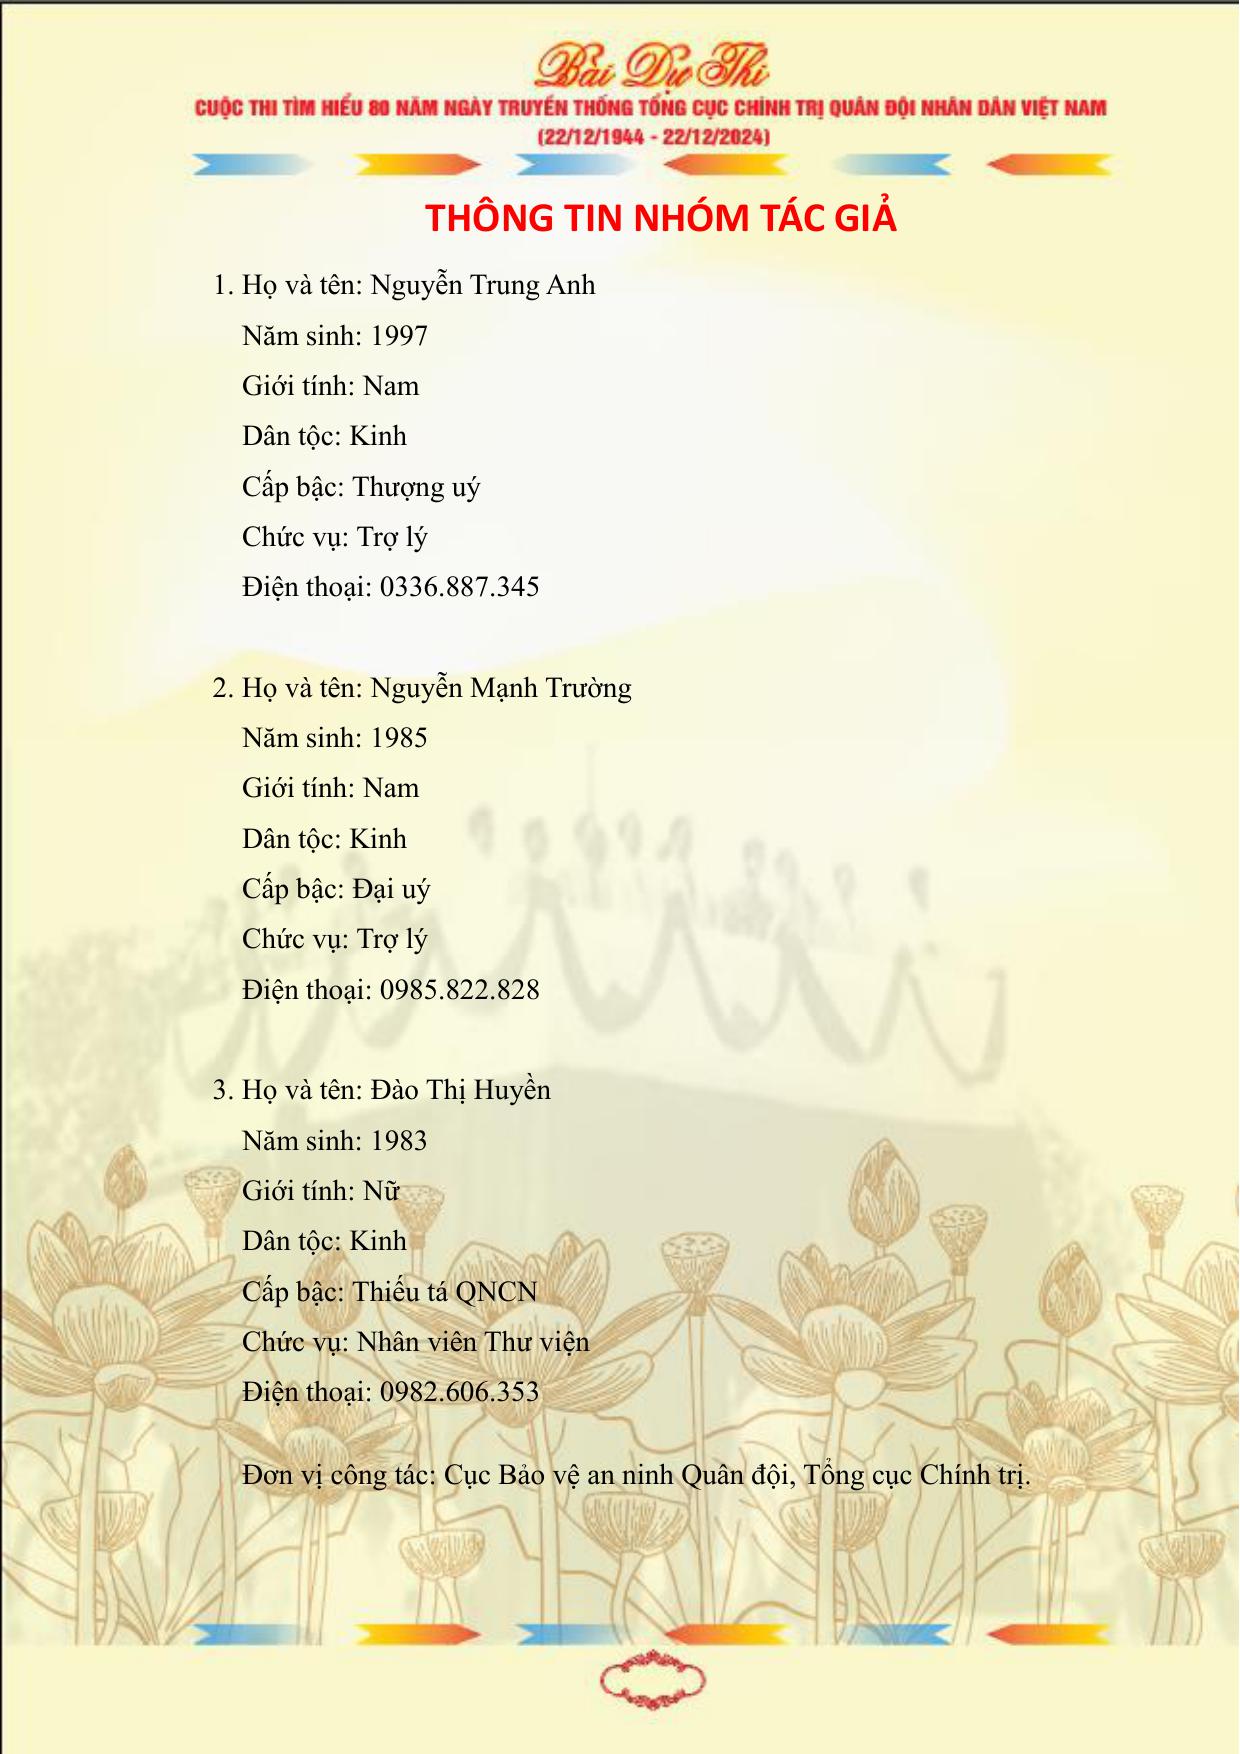 Bài Dự Thi
CUỘC THI TÌM HIỂU 80 NĂM NGÀY TRUYỀN THỐNG TỔNG CỤC CHÍNH TRỊ QUÂN ĐỘI NHÂN DÂN VIỆT NAM
(22/12/1944 - 22/12/2024)
THÔNG TIN NHÓM TÁC GIẢ
1. Họ và tên: Nguyễn Trung Anh
Năm sinh: 1997
Giới tính: Nam
Dân tộc: Kinh
Cấp bậc: Thượng uý
Chức vụ: Trợ lý
Điện thoại: 0336.887.345
2. Họ và tên: Nguyễn Mạnh Trường
Năm sinh: 1985
Giới tính: Nam
Dân tộc: Kinh
Cấp bậc: Đại uý
Chức vụ: Trợ lý
Điện thoại: 0985.822.828
3. Họ và tên: Đào Thị Huyền
Năm sinh: 1983
Giới tính: Nữ
Dân tộc: Kinh
Cấp bậc: Thiếu tá QNCN
Chức vụ: Nhân viên Thư viện
Điện thoại: 0982.606.353
Đơn vị công tác: Cục Bảo vệ an ninh Quân đội, Tổng cục Chính trị.